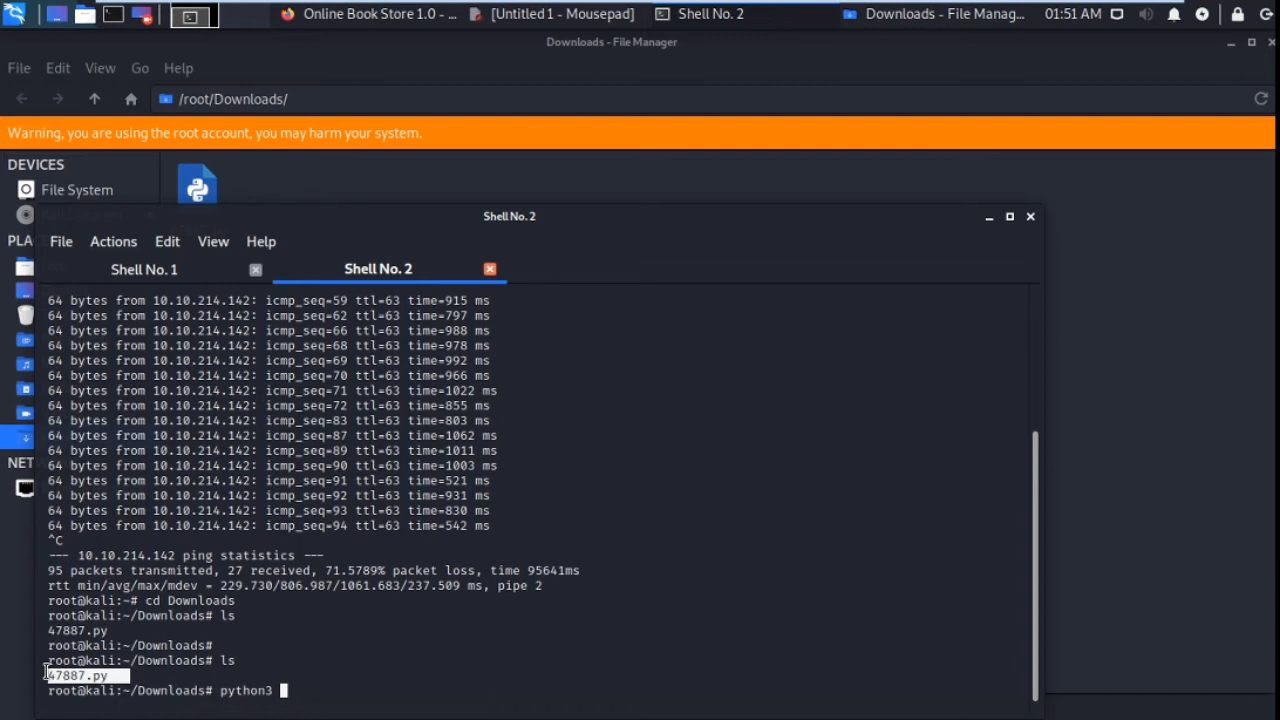 Online Book Store 1.0 - ...
[Untitled 1 - Mousepad]
Shell No. 2
Downloads - File Manag...
01:51 AM
Downloads - File Manager
File Edit View Go Help
/root/Downloads/
Warning, you are using the root account, you may harm your system.
DEVICES
File System
PLA
NET
Shell No. 2
File Actions Edit View Help
Shell No. 1
Shell No. 2
64 bytes from 10.10.214.142: icmp_seq=59 ttl=63 time=915 ms
64 bytes from 10.10.214.142: icmp_seq=62 ttl=63 time=797 ms
64 bytes from 10.10.214.142: icmp_seq=66 ttl=63 time=988 ms
64 bytes from 10.10.214.142: icmp_seq=68 ttl=63 time=978 ms
64 bytes from 10.10.214.142: icmp_seq=69 ttl=63 time=992 ms
64 bytes from 10.10.214.142: icmp_seq=70 ttl=63 time=966 ms
64 bytes from 10.10.214.142: icmp_seq=71 ttl=63 time=1022 ms
64 bytes from 10.10.214.142: icmp_seq=72 ttl=63 time=855 ms
64 bytes from 10.10.214.142: icmp_seq=83 ttl=63 time=803 ms
64 bytes from 10.10.214.142: icmp_seq=87 ttl=63 time=1062 ms
64 bytes from 10.10.214.142: icmp_seq=89 ttl=63 time=1011 ms
64 bytes from 10.10.214.142: icmp_seq=90 ttl=63 time=1003 ms
64 bytes from 10.10.214.142: icmp_seq=91 ttl=63 time=521 ms
64 bytes from 10.10.214.142: icmp_seq=92 ttl=63 time=931 ms
64 bytes from 10.10.214.142: icmp_seq=93 ttl=63 time=830 ms
64 bytes from 10.10.214.142: icmp_seq=94 ttl=63 time=542 ms
^C
--- 10.10.214.142 ping statistics ---
95 packets transmitted, 27 received, 71.5789% packet loss, time 95641ms
rtt min/avg/max/mdev = 229.730/806.987/1061.683/237.509 ms, pipe 2
root@kali:~# cd Downloads
root@kali:~/Downloads# ls
47887.py
root@kali:~/Downloads#
root@kali:~/Downloads# ls
47887.py
root@kali:~/Downloads# python3